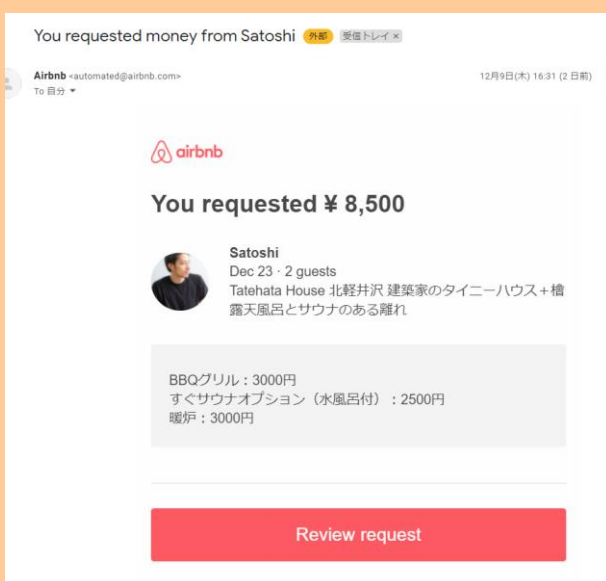 You requested money from Satoshi 外部 受信トレイ ×
Airbnb <automated@airbnb.com> 12月9日(木) 16:31 (2 日前)
To 自分
airbnb
You requested ¥ 8,500
Satoshi
Dec 23 · 2 guests
Tatehata House 北軽井沢 建築家のタイニーハウス+檜
露天風呂とサウナのある離れ
BBQグリル:3000円
すぐサウナオプション(水風呂付):2500円
暖炉:3000円
Review request